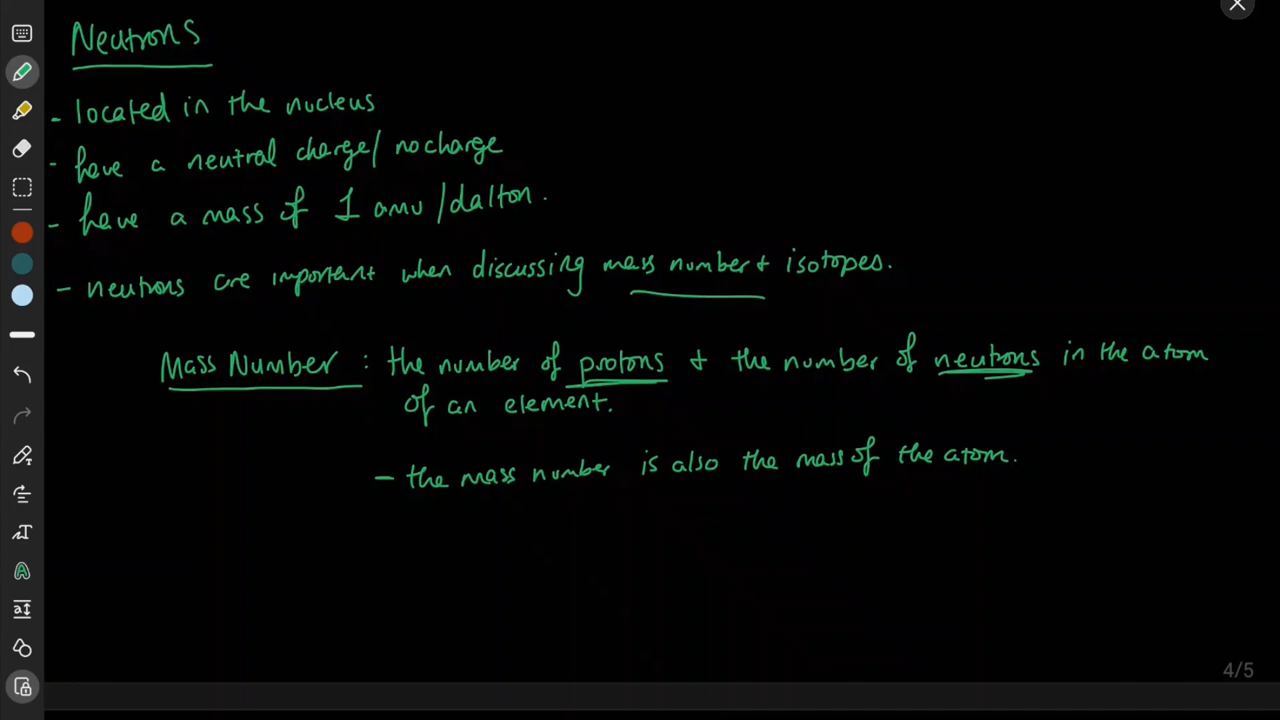 Neutrons
- located in the nucleus
- have a neutral charge/ no charge
- have a mass of 1 amu/dalton.
- neutrons are important when discussing mass number + isotopes.
Mass Number : the number of protons + the number of neutrons in the atom
of an element.
- the mass number is also the mass of the atom.
4/5